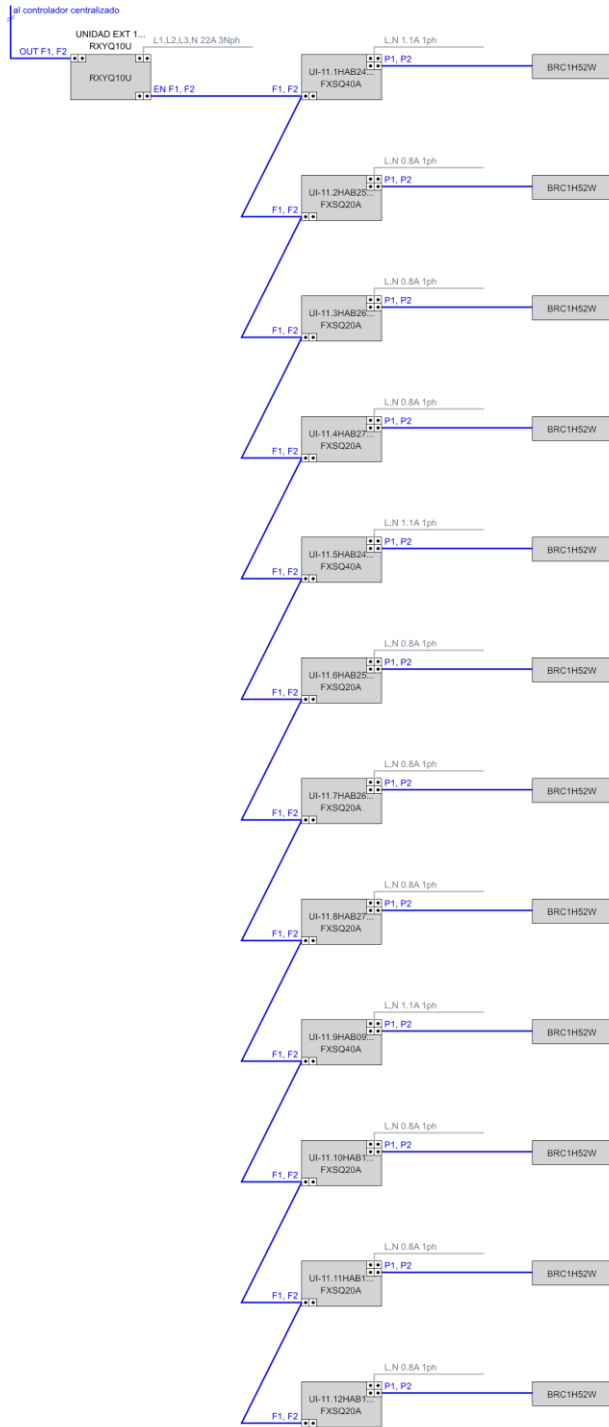 al controlador centralizado
UNIDAD EXT 1...
RXYQ10U
L1,L2,L3,N 22A 3Nph
OUT F1, F2
RXYQ10U
EN F1, F2
L,N 1.1A 1ph
P1, P2
F1, F2
UI-11.1HAB24...
FXSQ40A
BRC1H52W
L,N 0.8A 1ph
P1, P2
UI-11.2HAB25...
FXSQ20A
BRC1H52W
F1, F2
L,N 0.8A 1ph
P1, P2
UI-11.3HAB26...
FXSQ20A
BRC1H52W
F1, F2
L,N 0.8A 1ph
P1, P2
UI-11.4HAB27...
FXSQ20A
BRC1H52W
F1, F2
L,N 1.1A 1ph
P1, P2
UI-11.5HAB24...
FXSQ40A
BRC1H52W
F1, F2
L,N 0.8A 1ph
P1, P2
UI-11.6HAB25...
FXSQ20A
BRC1H52W
F1, F2
L,N 0.8A 1ph
P1, P2
UI-11.7HAB26...
FXSQ20A
BRC1H52W
F1, F2
L,N 0.8A 1ph
P1, P2
UI-11.8HAB27...
FXSQ20A
BRC1H52W
F1, F2
L,N 1.1A 1ph
P1, P2
UI-11.9HAB09...
FXSQ40A
BRC1H52W
F1, F2
L,N 0.8A 1ph
P1, P2
UI-11.10HAB1...
FXSQ20A
BRC1H52W
F1, F2
L,N 0.8A 1ph
P1, P2
UI-11.11HAB1...
FXSQ20A
BRC1H52W
F1, F2
L,N 0.8A 1ph
P1, P2
UI-11.12HAB1...
FXSQ20A
BRC1H52W
F1, F2